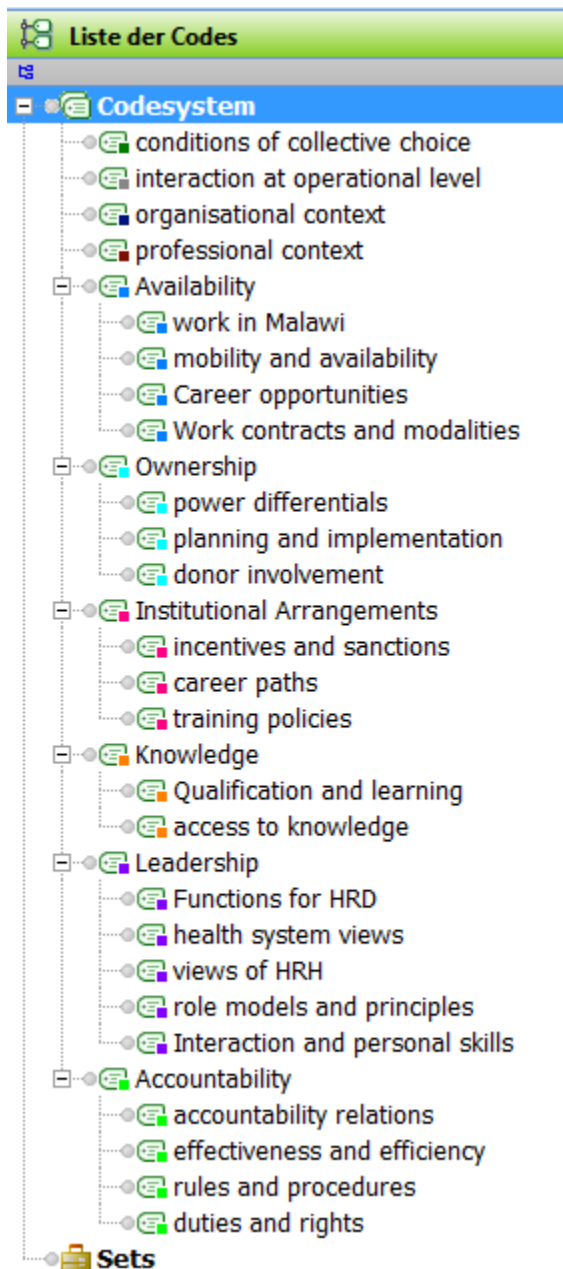 Liste der Codes
Codesystem
conditions of collective choice
interaction at operational level
organisational context
professional context
Availability
work in Malawi
mobility and availability
Career opportunities
Work contracts and modalities
Ownership
power differentials
planning and implementation
donor involvement
Institutional Arrangements
incentives and sanctions
career paths
training policies
Knowledge
Qualification and learning
access to knowledge
Leadership
Functions for HRD
health system views
views of HRH
role models and principles
Interaction and personal skills
Accountability
accountability relations
effectiveness and efficiency
rules and procedures
duties and rights
Sets